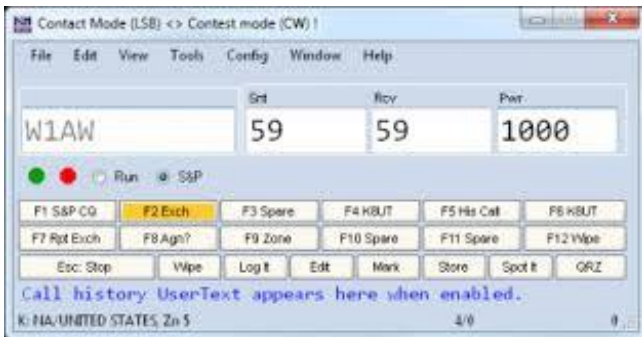 Contact Mode (LSB) <> Contest mode (CW) !
File Edit View Tools Config Window Help
Snt Rcv Pwr
W1AW 59 59 1000
Run S&P
F1 S&P CQ F2 Exch F3 Spare F4 K8UT F5 His Call F6 K8UT
F7 Rpt Exch F8 Agn? F9 Zone F10 Spare F11 Spare F12 Wipe
Esc: Stop Wipe Log It Edit Mark Store Spot It QRZ
Call history UserText appears here when enabled.
K: NA/UNITED STATES, Zn 5 4/0 0